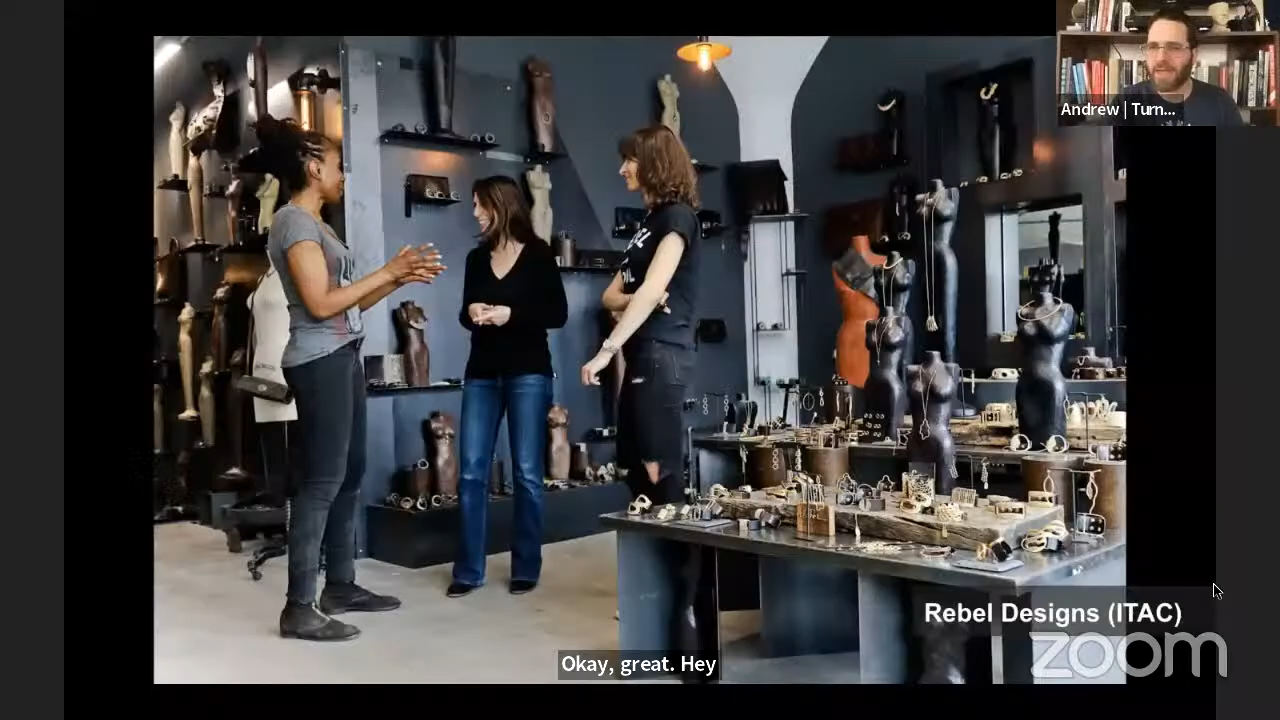 Andrew | Turn...
Rebel Designs (ITAC)
zoom
Okay, great. Hey